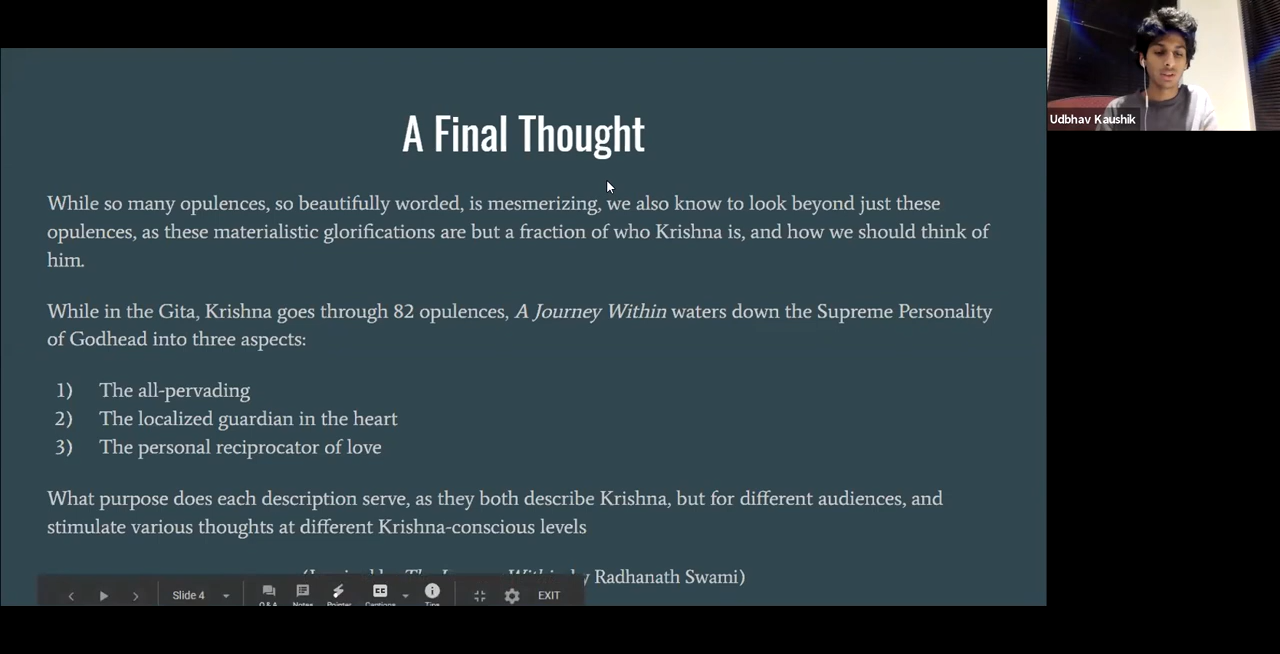 A Final Thought
Udbhav Kaushik
While so many opulences, so beautifully worded, is mesmerizing, we also know to look beyond just these
opulences, as these materialistic glorifications are but a fraction of who Krishna is, and how we should think of
him.
While in the Gita, Krishna goes through 82 opulences, A Journey Within waters down the Supreme Personality
of Godhead into three aspects:
1) The all-pervading
2) The localized guardian in the heart
3) The personal reciprocator of love
What purpose does each description serve, as they both describe Krishna, but for different audiences, and
stimulate various thoughts at different Krishna-conscious levels
Radhanath Swami)
Slide 4 EXIT